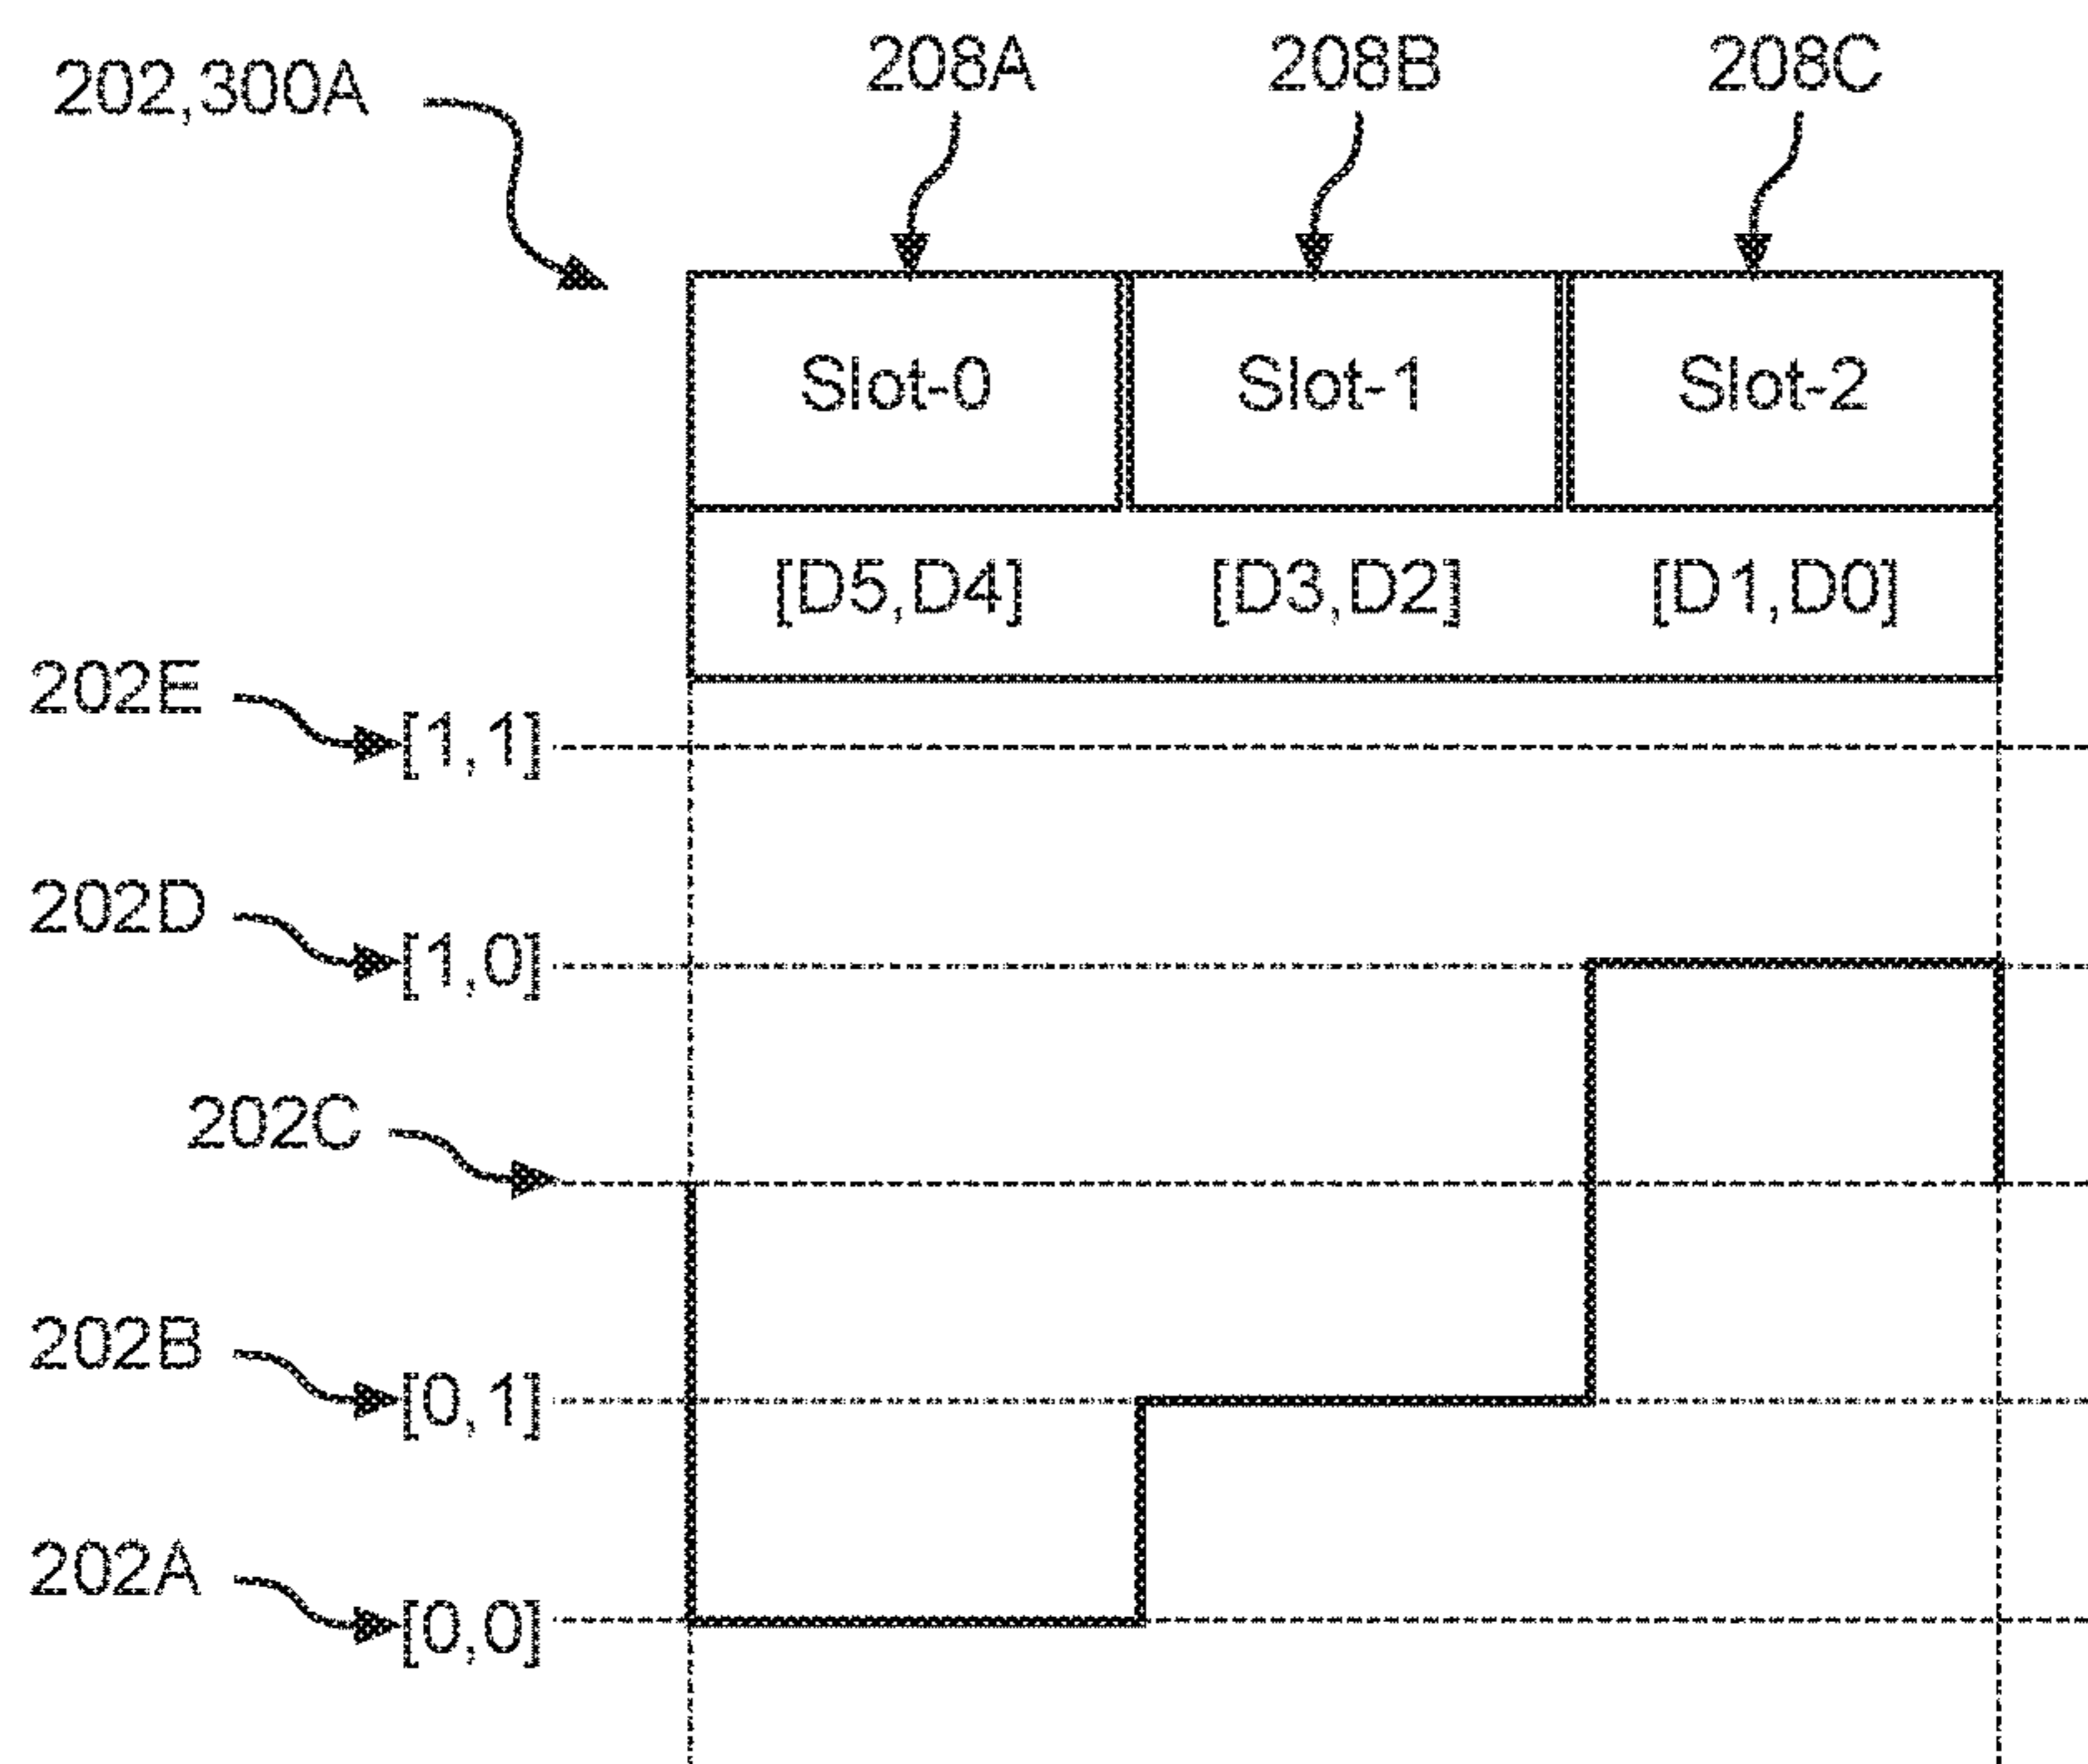 202,300A 208A 208B 208C
Slot-0 Slot-1 Slot-2
[D5,D4] [D3,D2] [D1,D0]
202E [1,1]
202D [1,0]
202C
202B [0,1]
202A [0,0]